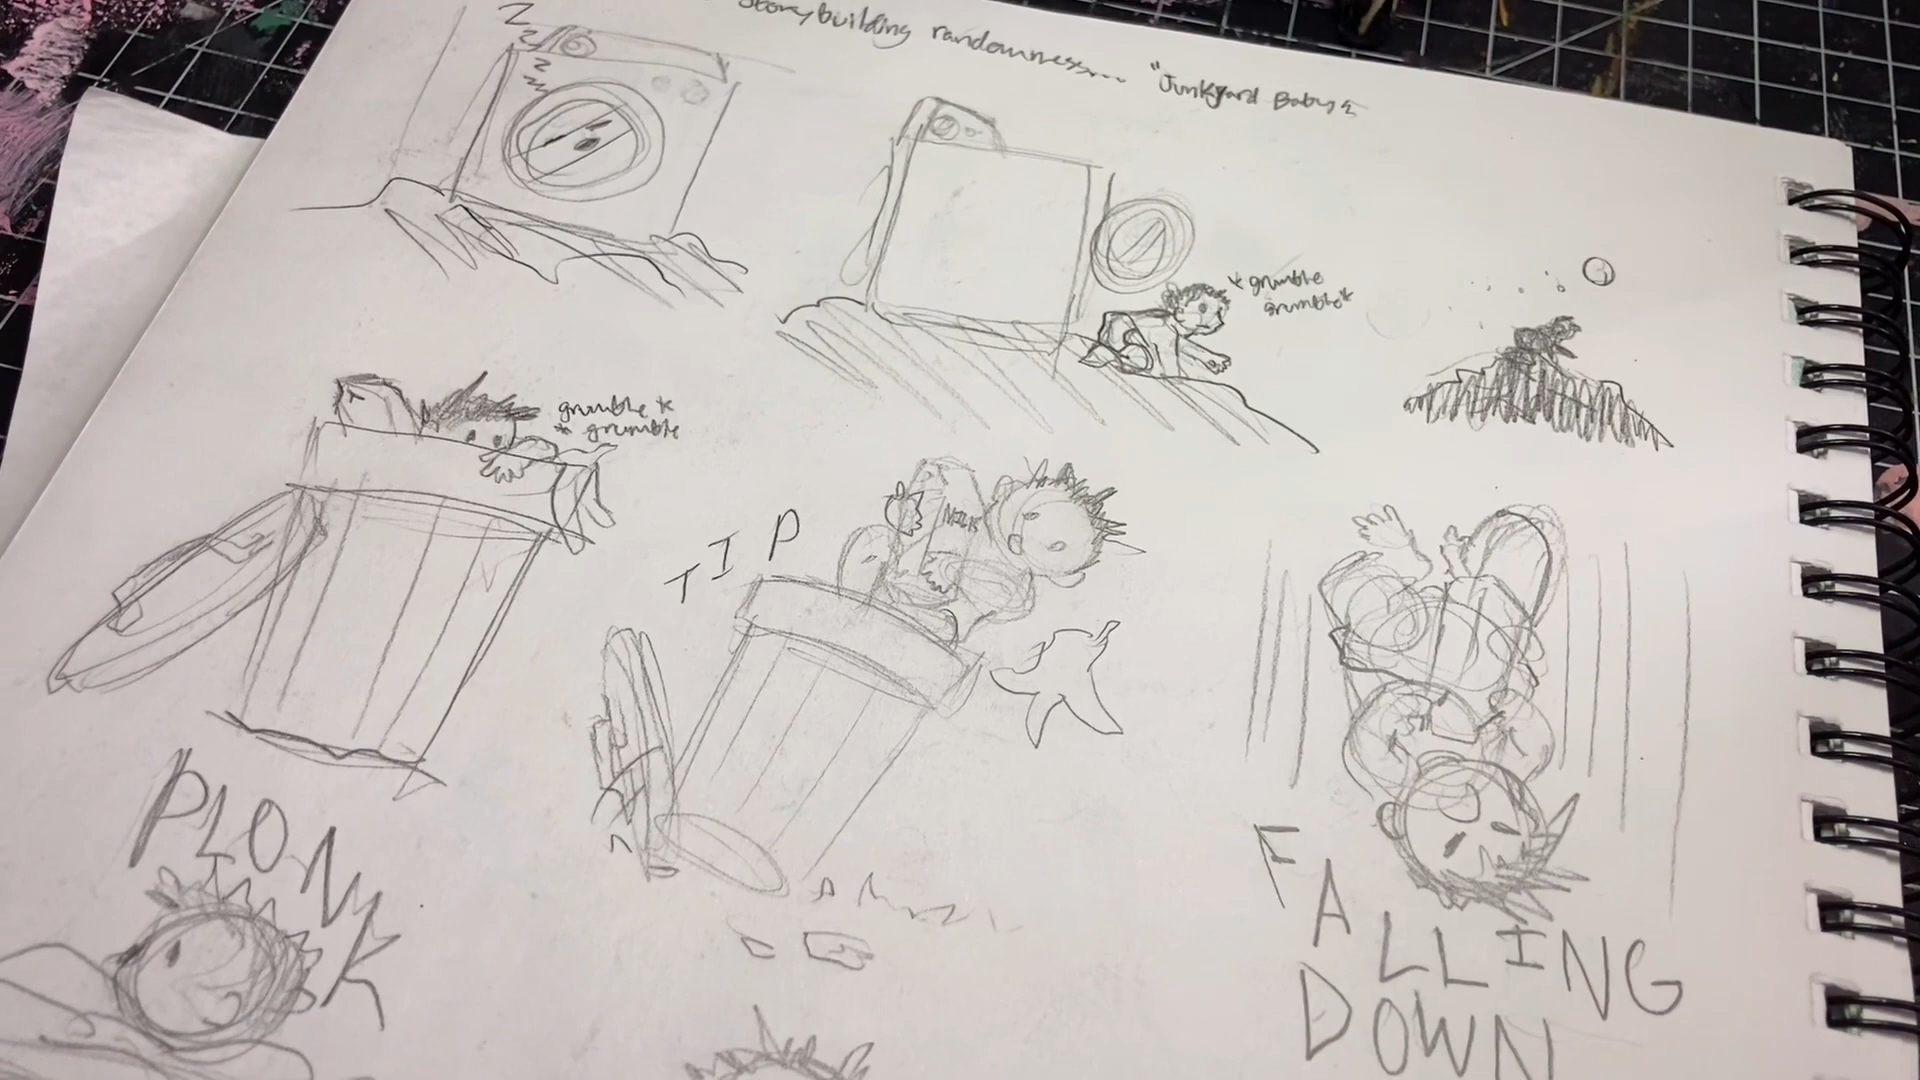 Storybuilding randomness... "Junkyard Baby"
Z
Z
Z
Z
*grumble
grumble*
grumble *
* grumble
TIP
MILK
PLONK
FALLING
DOWN